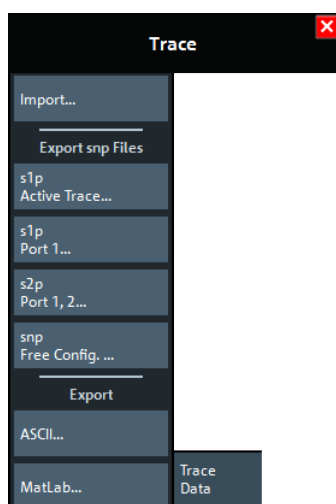 Trace
Import...
Export snp Files
s1p
Active Trace...
s1p
Port 1...
s2p
Port 1, 2...
snp
Free Config. ...
Export
ASCII...
MatLab...
Trace
Data